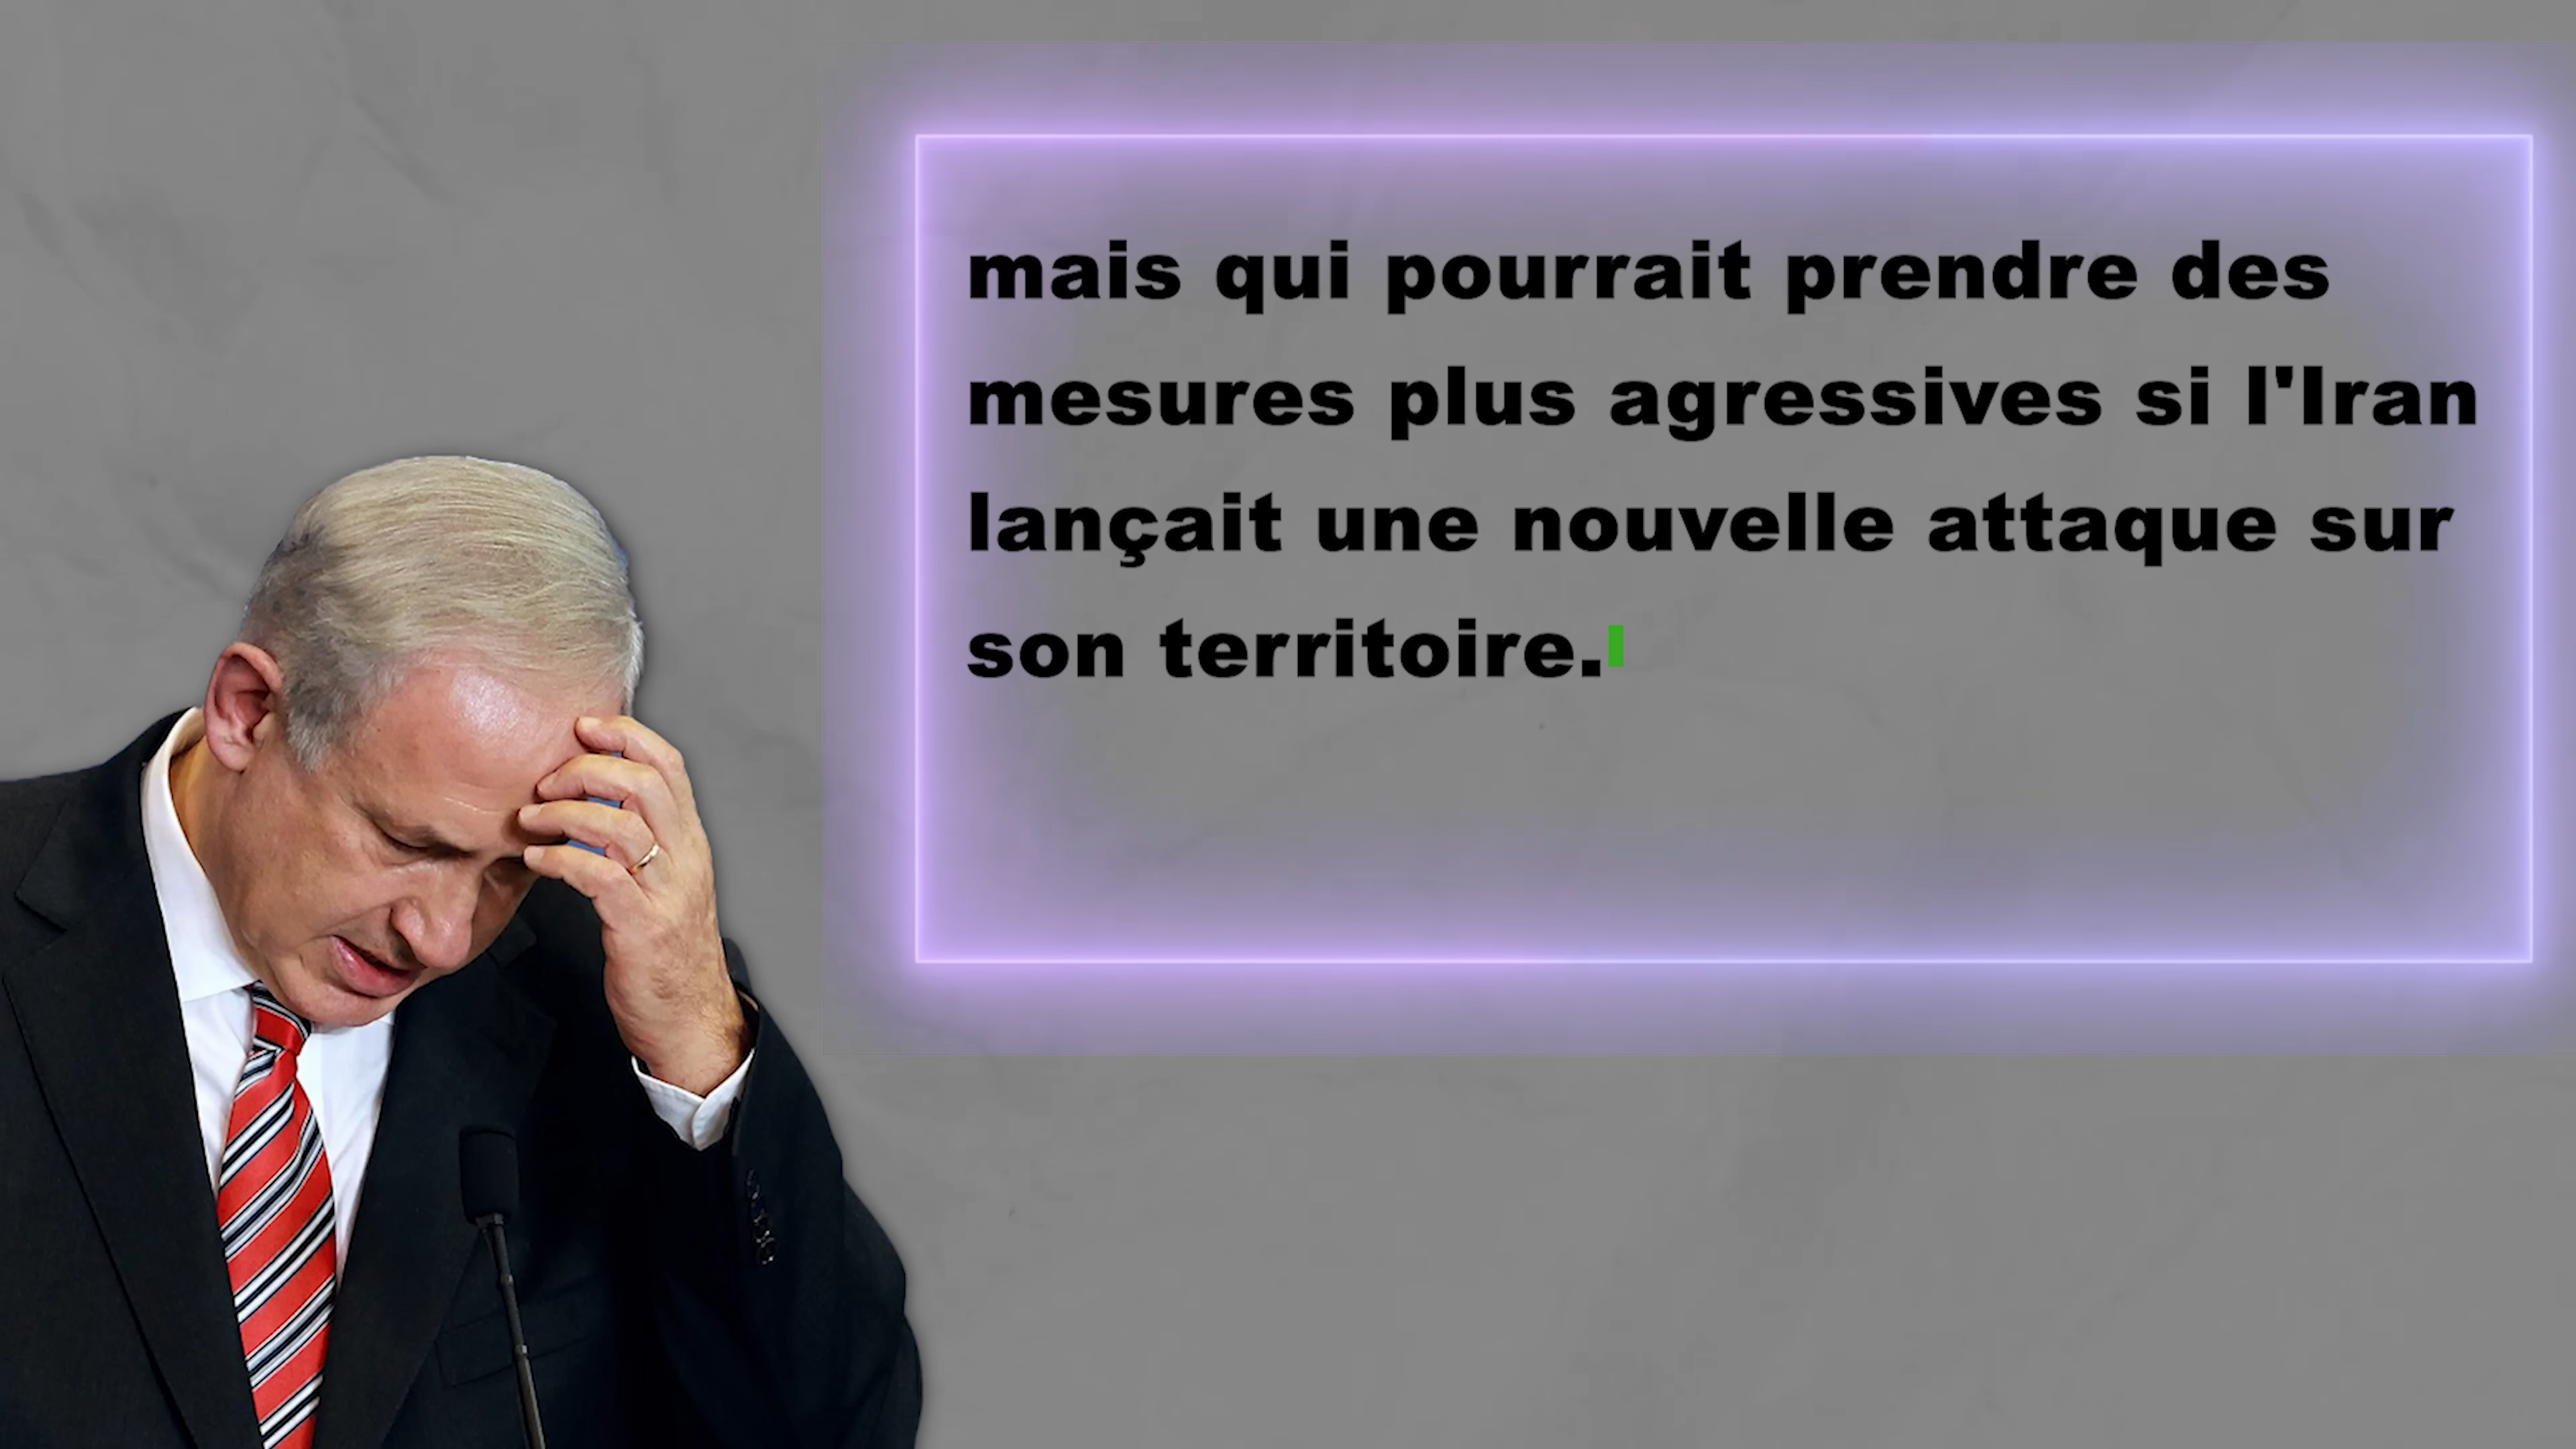 mais qui pourrait prendre des
mesures plus agressives si l'Iran
lançait une nouvelle attaque sur
son territoire.